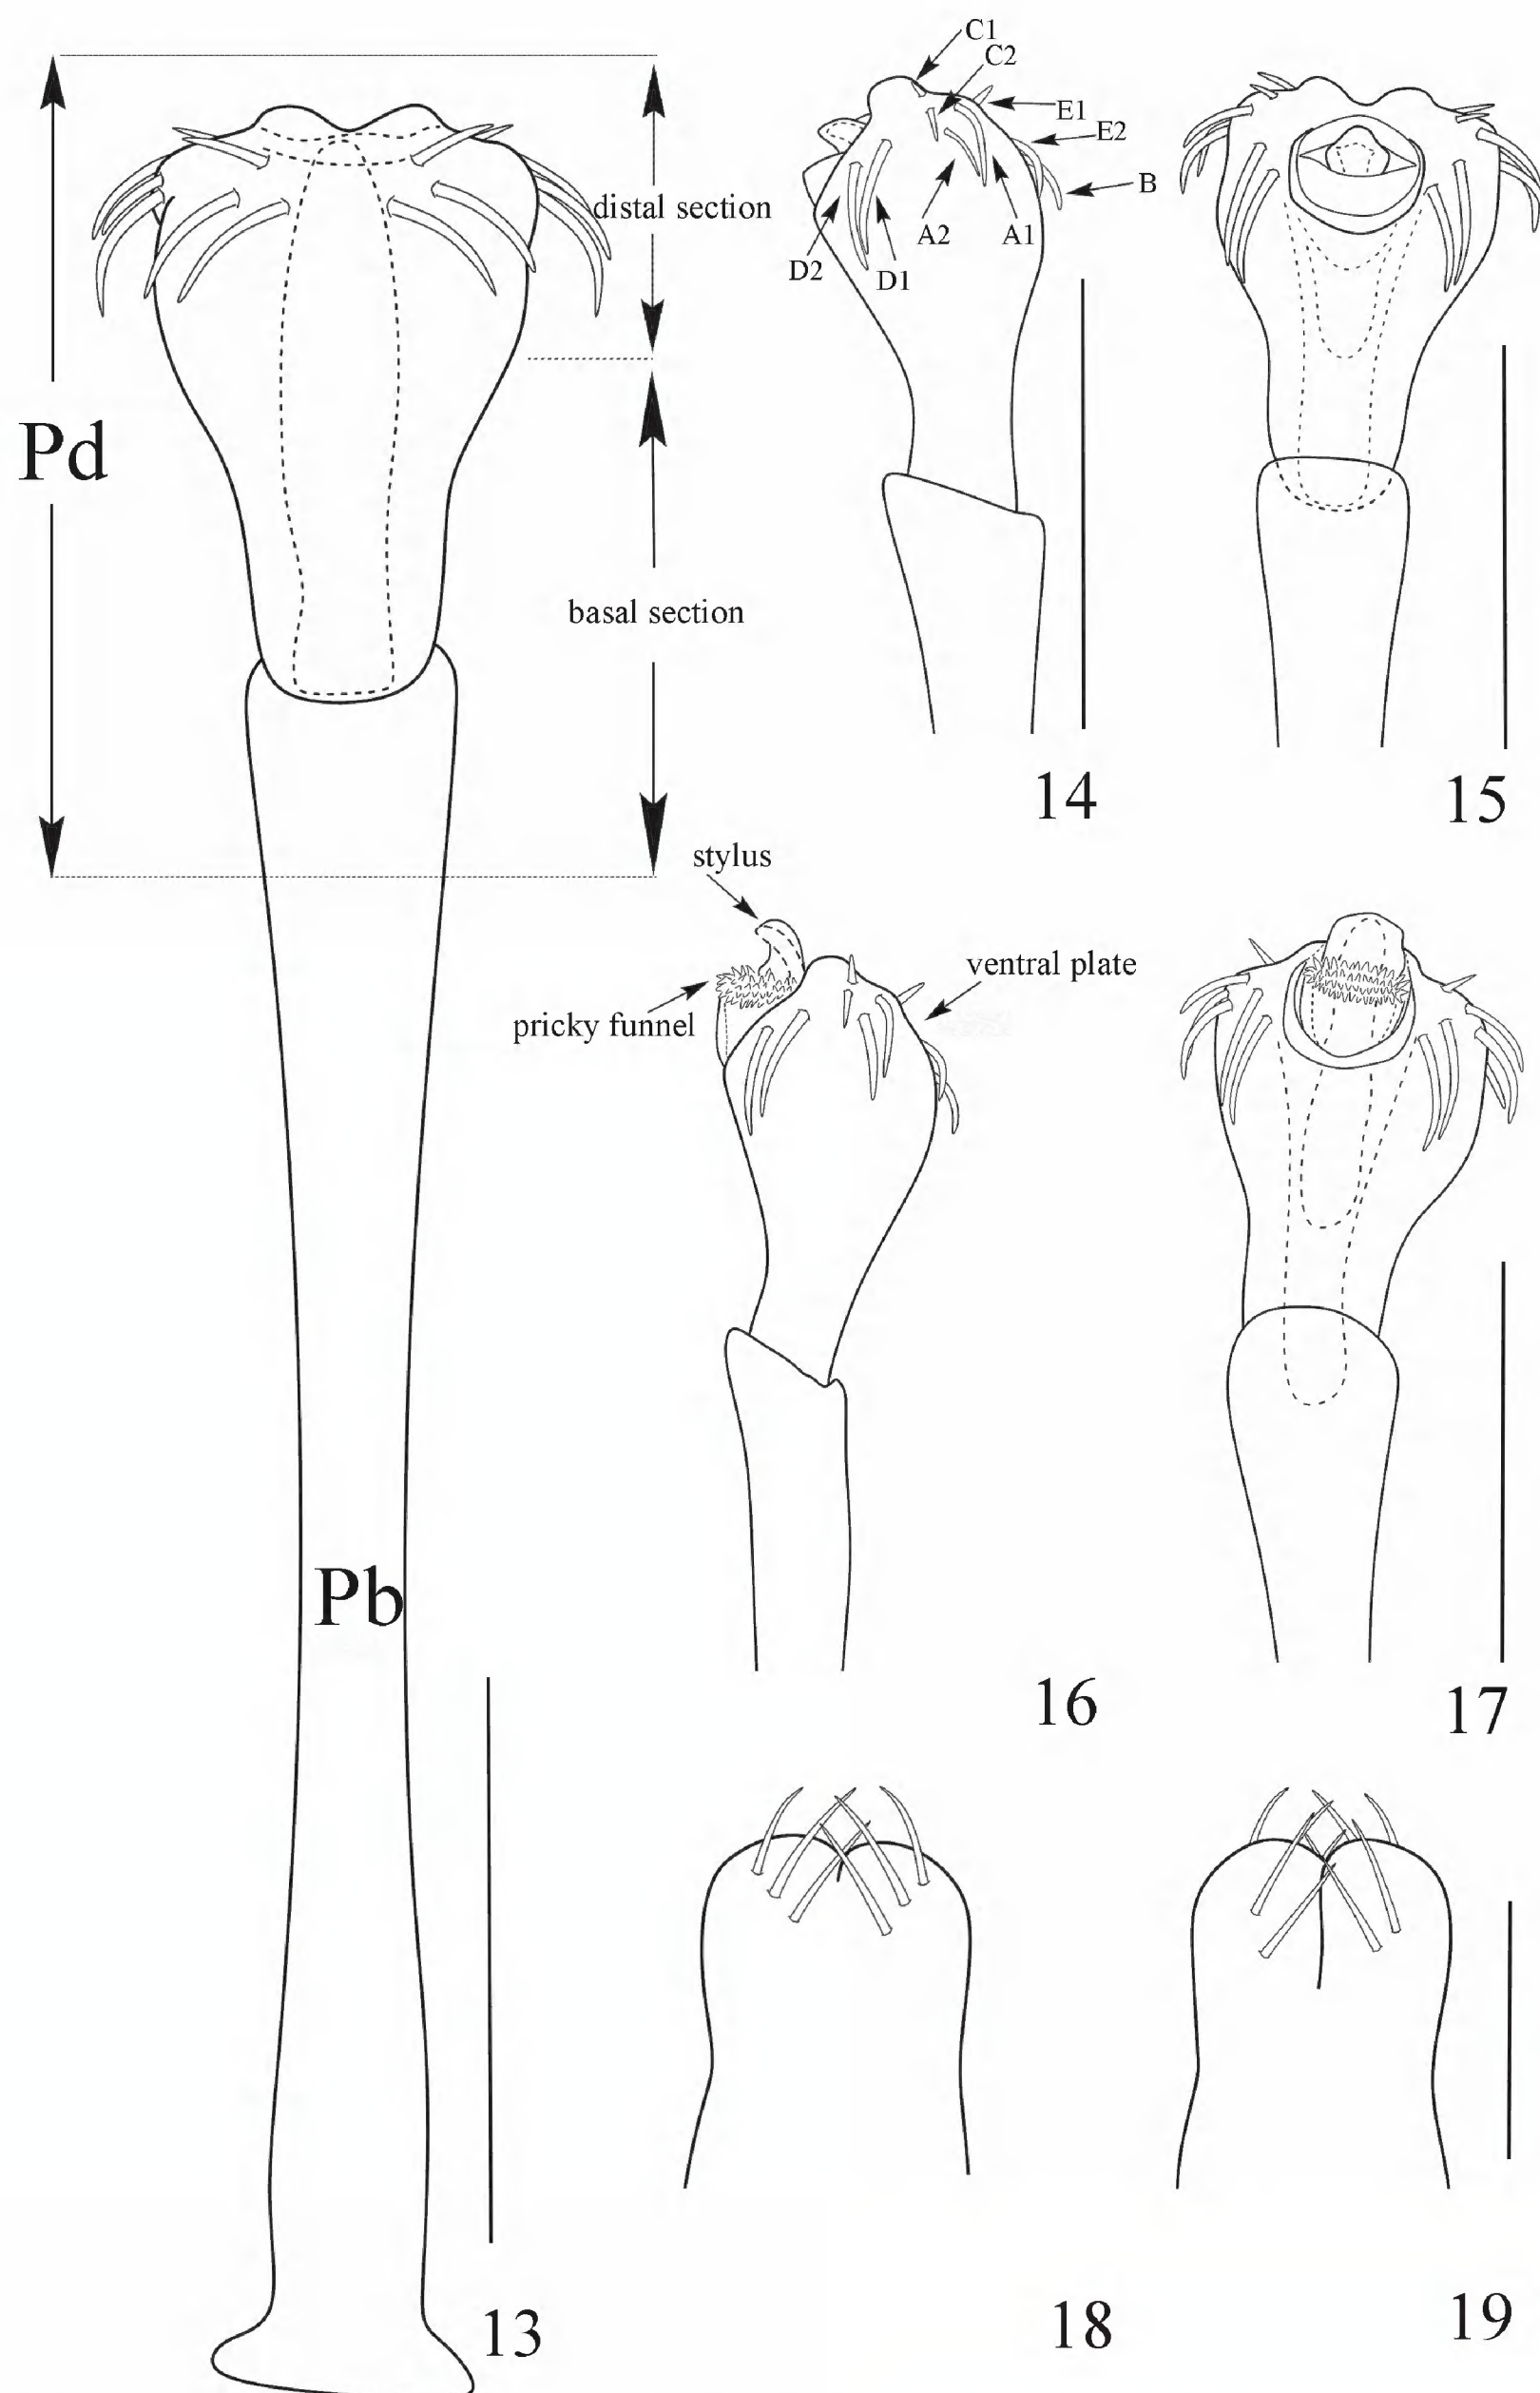 C1
C2
E1
E2
B
A2
A1
D2
D1
distal section
Pd
basal section
14
15
stylus
ventral plate
pricky funnel
Pb
16
17
13
18
19